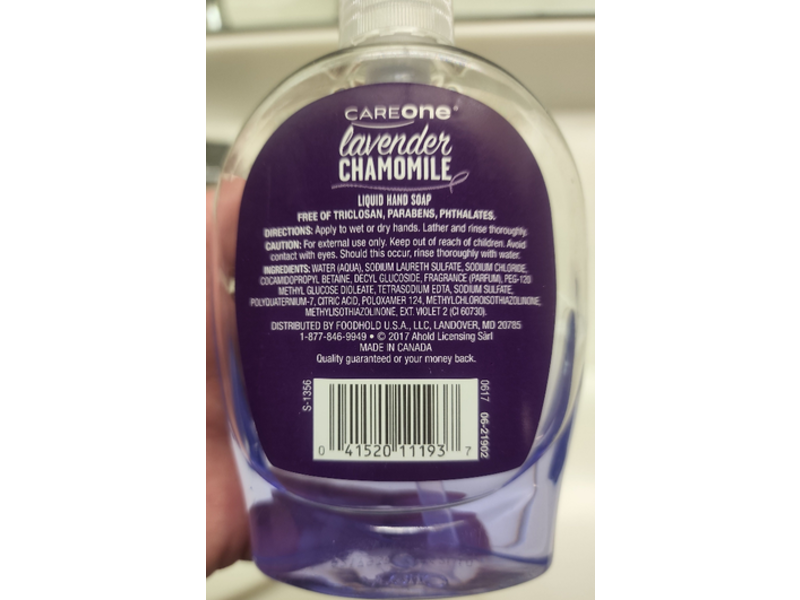 CAREONE®
lavender
CHAMOMILE
LIQUID HAND SOAP
FREE OF TRICLOSAN, PARABENS, PHTHALATES.
DIRECTIONS: Apply to wet or dry hands. Lather and rinse thoroughly.
CAUTION: For external use only. Keep out of reach of children. Avoid
contact with eyes. Should this occur, rinse thoroughly with water.
INGREDIENTS: WATER (AQUA), SODIUM LAURETH SULFATE, SODIUM CHLORIDE,
COCAMIDOPROPYL BETAINE, DECYL GLUCOSIDE, FRAGRANCE (PARFUM), PEG-120
METHYL GLUCOSE DIOLEATE, TETRASODIUM EDTA, SODIUM SULFATE,
POLYQUATERNIUM-7, CITRIC ACID, POLOXAMER 124, METHYLCHLOROISOTHIAZOLINONE,
METHYLISOTHIAZOLINONE, EXT. VIOLET 2 (CI 60730).
DISTRIBUTED BY FOODHOLD U.S.A., LLC, LANDOVER, MD 20785
1-877-846-9949 • © 2017 Ahold Licensing Sàrl
MADE IN CANADA
Quality guaranteed or your money back.
S-1356
0 41520 11193 7
0617 06-21902